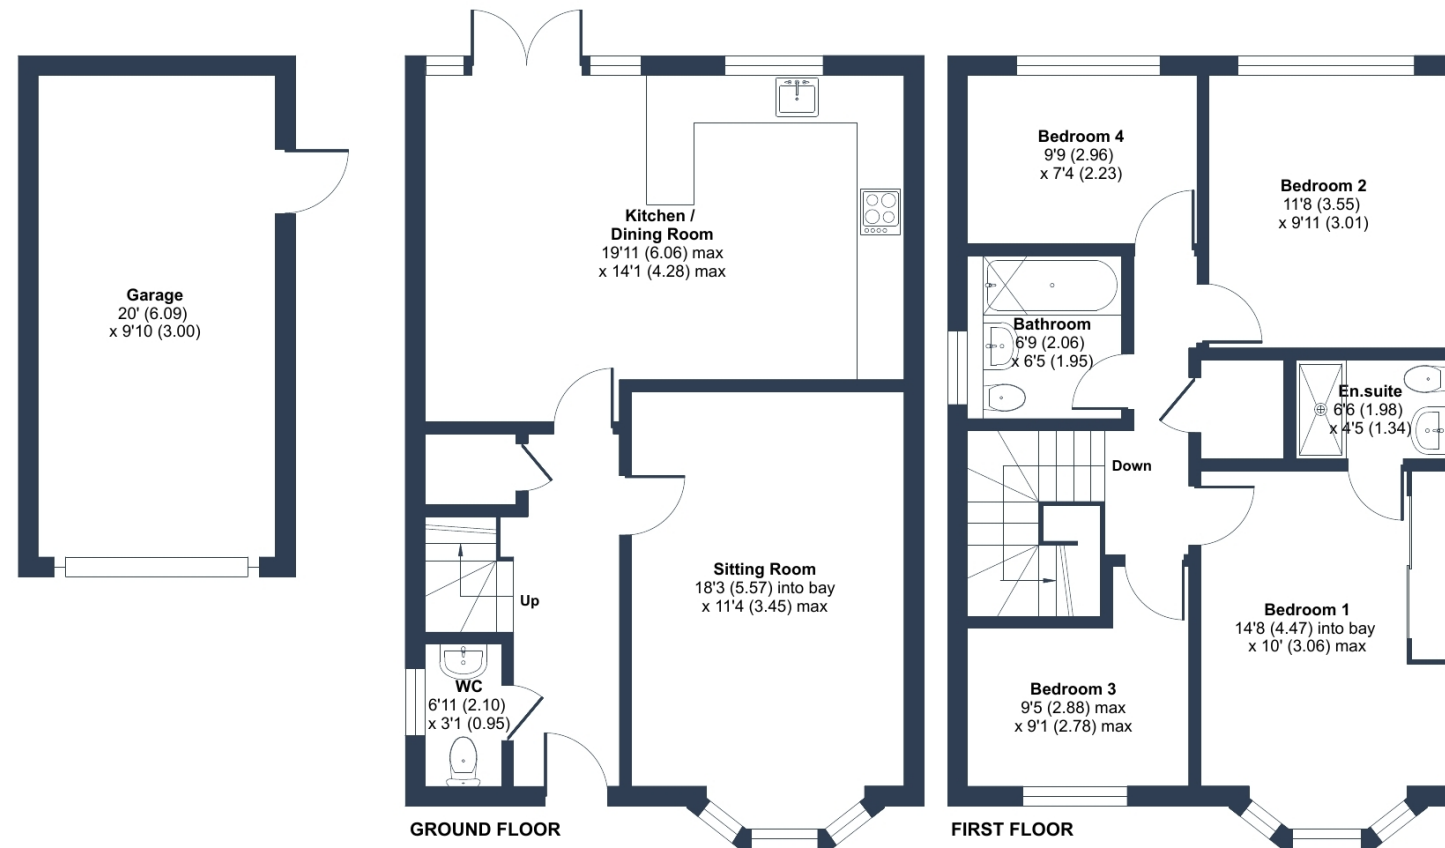 Garage
20' (6.09)
x 9'10 (3.00)
Kitchen /
Dining Room
19'11 (6.06) max
x 14'1 (4.28) max
Sitting Room
18'3 (5.57) into bay
x 11'4 (3.45) max
Up
WC
6'11 (2.10)
x 3'1 (0.95)
GROUND FLOOR
Bedroom 4
9'9 (2.96)
x 7'4 (2.23)
Bedroom 2
11'8 (3.55)
x 9'11 (3.01)
Bathroom
6'9 (2.06)
x 6'5 (1.95)
En.suite
6'6 (1.98)
x 4'5 (1.34)
Down
Bedroom 1
14'8 (4.47) into bay
x 10' (3.06) max
Bedroom 3
9'5 (2.88) max
x 9'1 (2.78) max
FIRST FLOOR